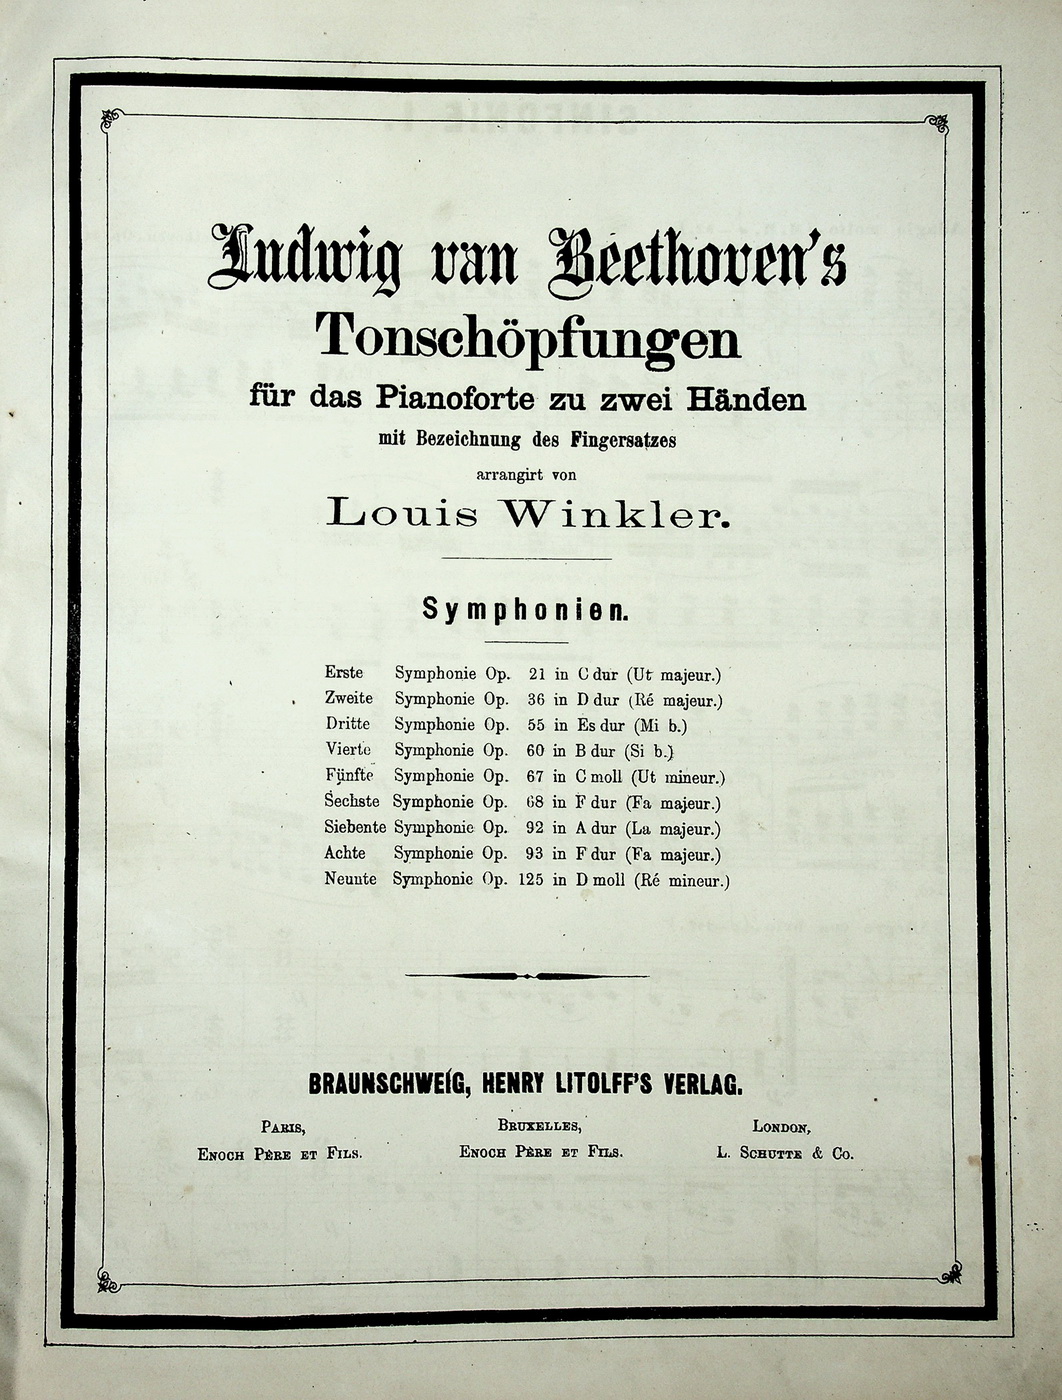 Ludwig van Beethoven's
Tonschöpfungen
für das Pianoforte zu zwei Händen
mit Bezeichnung des Fingersatzes
arrangirt von
Louis Winkler.
Symphonien.
Erste Symphonie Op. 21 in C dur (Ut majeur.)
Zweite Symphonie Op. 36 in D dur (Ré majeur.)
Dritte Symphonie Op. 55 in Es dur (Mi b.)
Vierte Symphonie Op. 60 in B dur (Si b.)
Fünfte Symphonie Op. 67 in C moll (Ut mineur.)
Sechste Symphonie Op. 68 in F dur (Fa majeur.)
Siebente Symphonie Op. 92 in A dur (La majeur.)
Achte Symphonie Op. 93 in F dur (Fa majeur.)
Neunte Symphonie Op. 125 in D moll (Ré mineur.)
BRAUNSCHWEIG, HENRY LITOLFF'S VERLAG.
PARIS, BRUXELLES, LONDON,
ENOCH PÈRE ET FILS. ENOCH PÈRE ET FILS. L. SCHUTTE & CO.